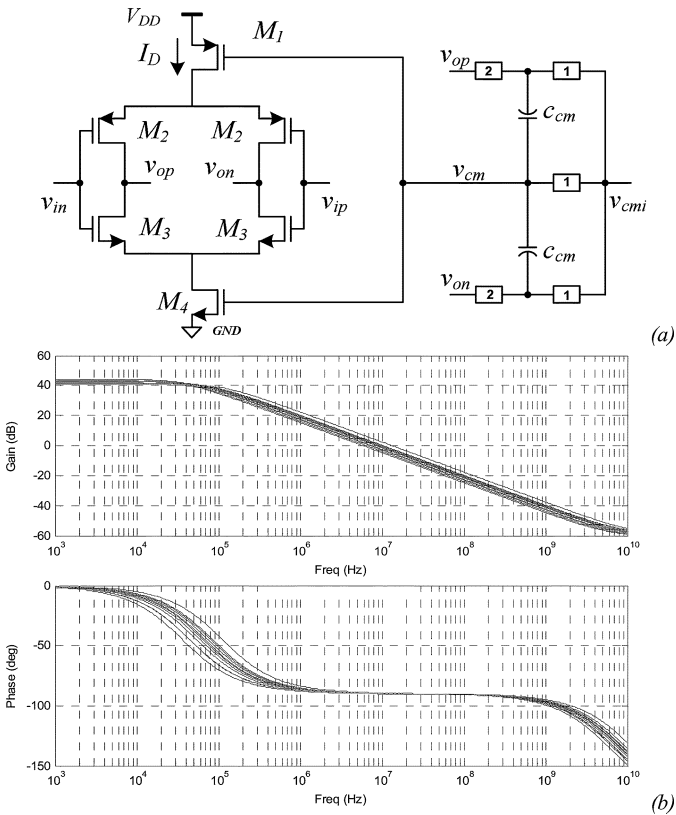 V_DD
M_1
I_D
M_2 M_2
v_op v_on
v_in v_ip
M_3 M_3
M_4
GND
v_cm
v_op 2 1
c_cm
1
v_cmi
c_cm
v_on 2 1
(a)
60
40
20
0
-20
-40
-60
Gain (dB)
10^3 10^4 10^5 10^6 10^7 10^8 10^9 10^10
Freq (Hz)
0
-50
-100
-150
Phase (deg)
10^3 10^4 10^5 10^6 10^7 10^8 10^9 10^10
Freq (Hz)
(b)